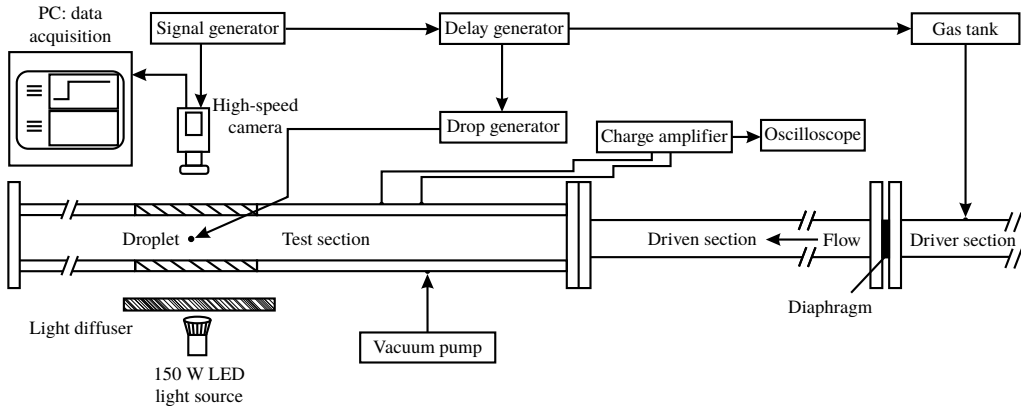 PC: data
acquisition
Signal generator
Delay generator
Gas tank
High-speed
camera
Drop generator
Charge amplifier
Oscilloscope
Droplet
Test section
Driven section
Flow
Driver section
Diaphragm
Light diffuser
Vacuum pump
150 W LED
light source